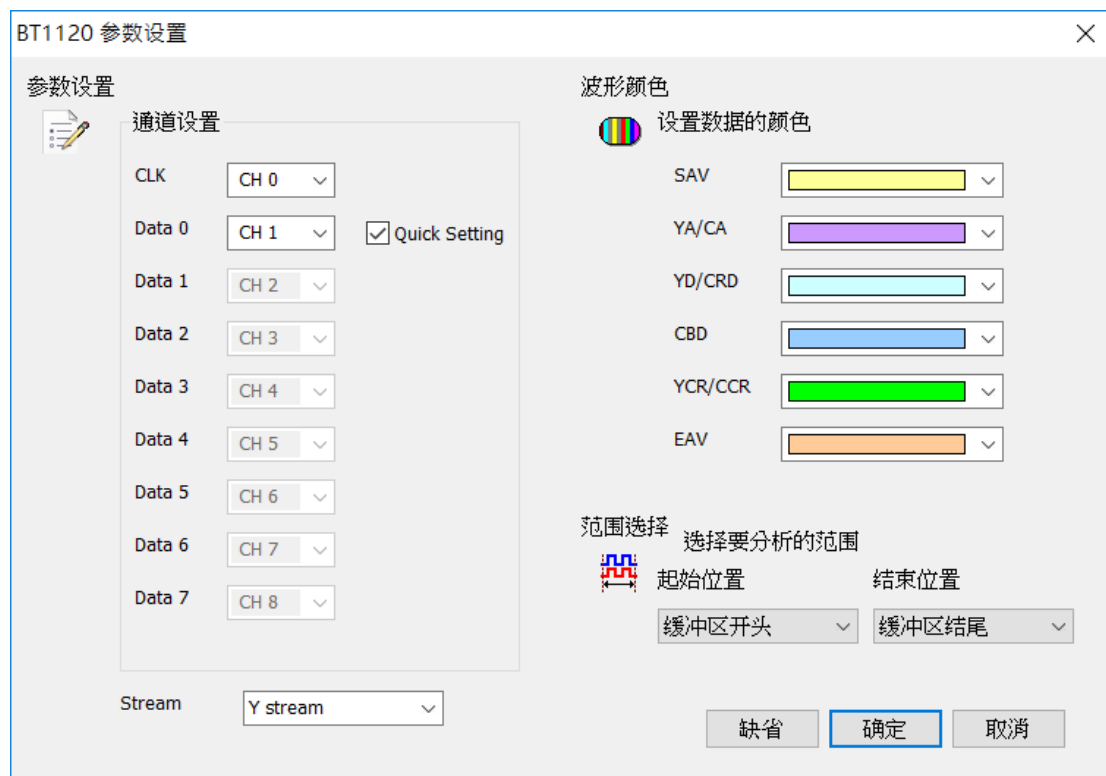 BT1120 参数设置
参数设置
通道设置
CLK CH 0
Data 0 CH 1 Quick Setting
Data 1 CH 2
Data 2 CH 3
Data 3 CH 4
Data 4 CH 5
Data 5 CH 6
Data 6 CH 7
Data 7 CH 8
Stream Y stream
波形颜色
设置数据的颜色
SAV
YA/CA
YD/CRD
CBD
YCR/CCR
EAV
范围选择
选择要分析的范围
起始位置 结束位置
缓冲区开头 缓冲区结尾
缺省 确定 取消